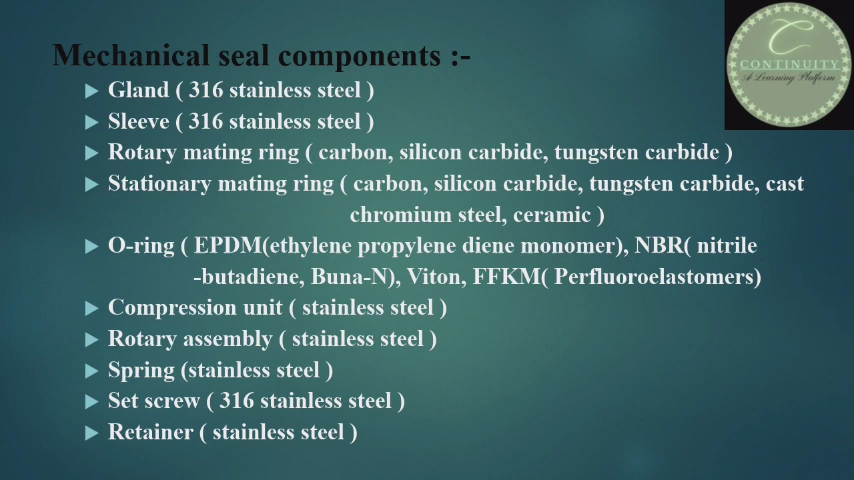 Mechanical seal components :-
Gland ( 316 stainless steel )
Sleeve ( 316 stainless steel )
Rotary mating ring ( carbon, silicon carbide, tungsten carbide )
Stationary mating ring ( carbon, silicon carbide, tungsten carbide, cast
chromium steel, ceramic )
O-ring ( EPDM(ethylene propylene diene monomer), NBR( nitrile
-butadiene, Buna-N), Viton, FFKM( Perfluoroelastomers)
Compression unit ( stainless steel )
Rotary assembly ( stainless steel )
Spring (stainless steel )
Set screw ( 316 stainless steel )
Retainer ( stainless steel )
C
CONTINUITY
A Learning Platform